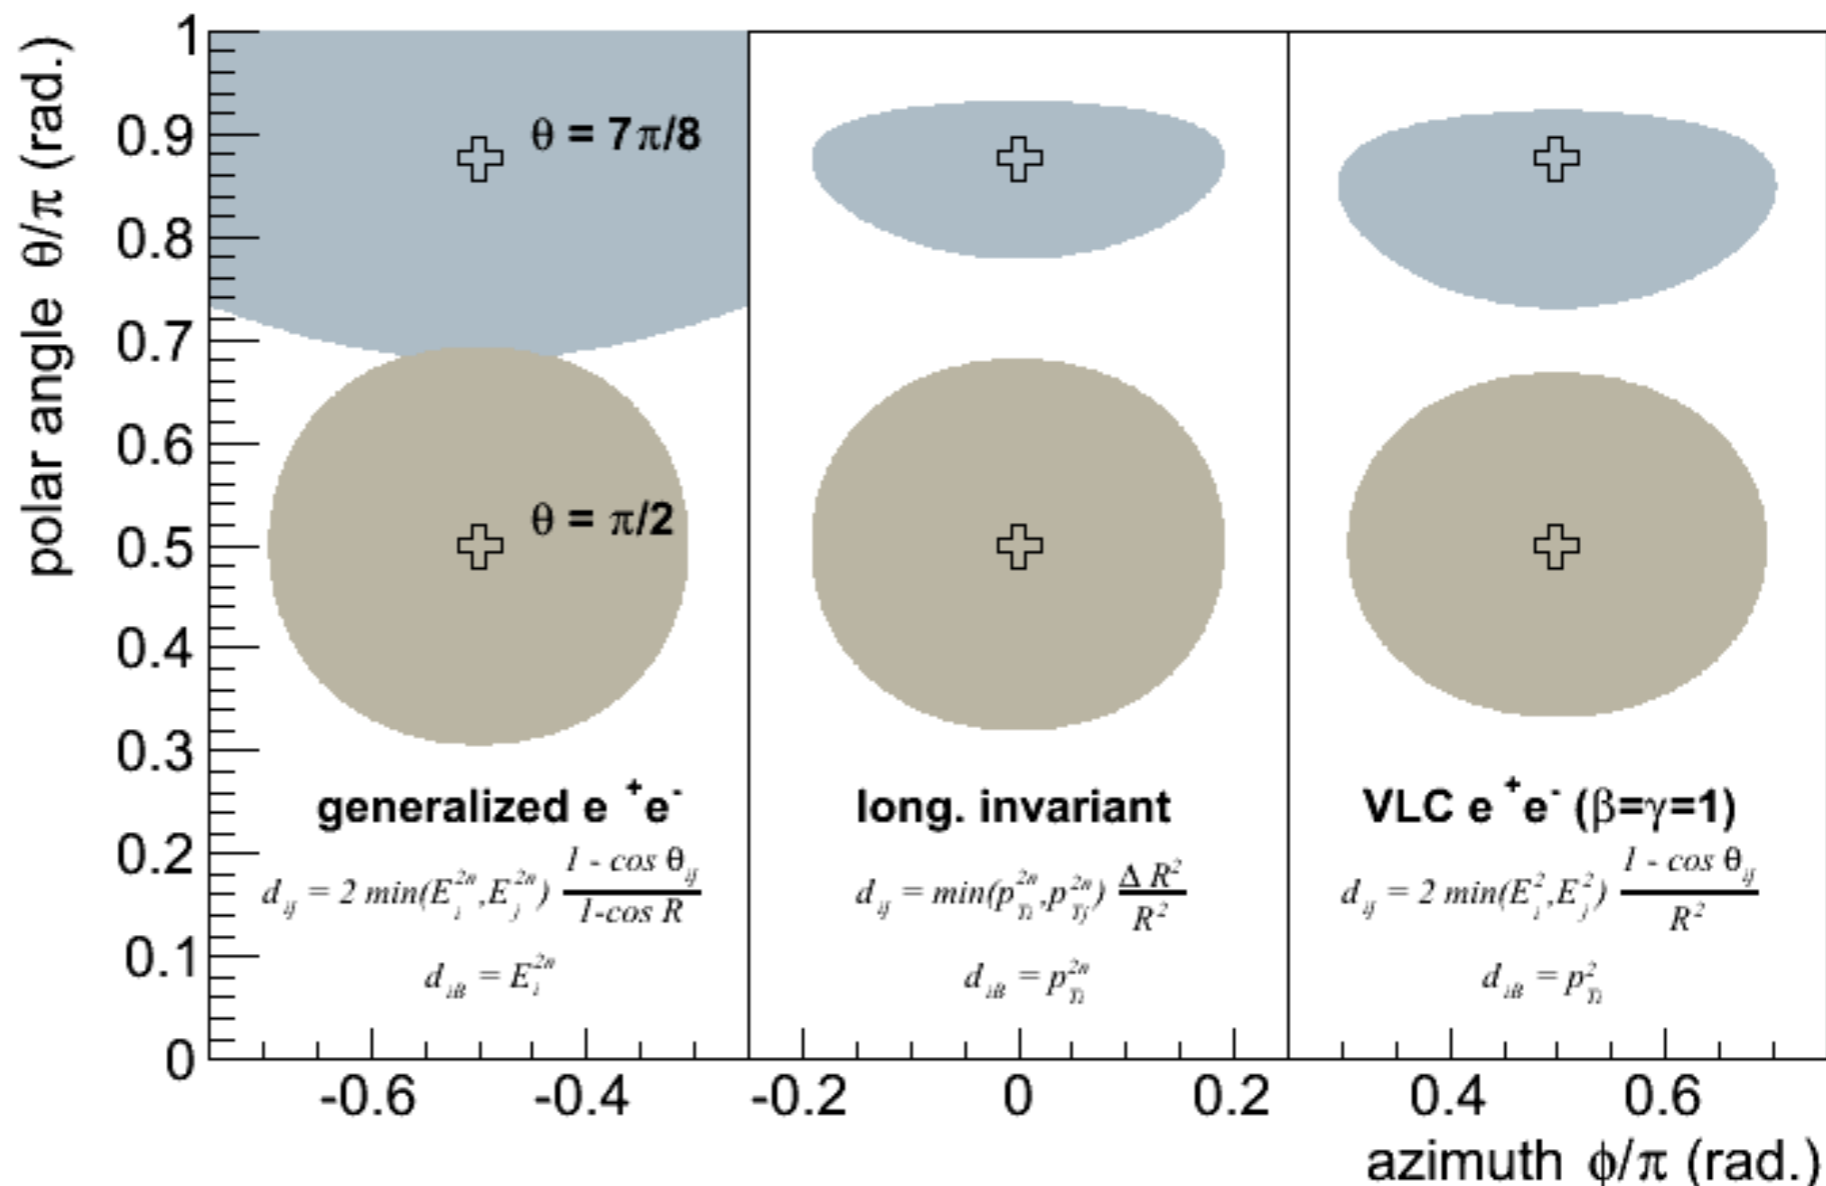 polar angle θ/π (rad.)
1
0.9
0.8
0.7
0.6
0.5
0.4
0.3
0.2
0.1
0
θ = 7π/8
θ = π/2
generalized e⁺e⁻
d_ij = 2 min(E_i^2n, E_j^2n) (1 - cos θ_ij)/(1-cos R)
d_iB = E_i^2n
long. invariant
d_ij = min(p_Ti^2n, p_Tj^2n) Δ R²/R²
d_iB = p_Ti^2n
VLC e⁺e⁻ (β=γ=1)
d_ij = 2 min(E_i², E_j²) (1 - cos θ_ij)/R²
d_iB = p_Ti²
-0.6 -0.4 -0.2 0 0.2 0.4 0.6
azimuth ϕ/π (rad.)